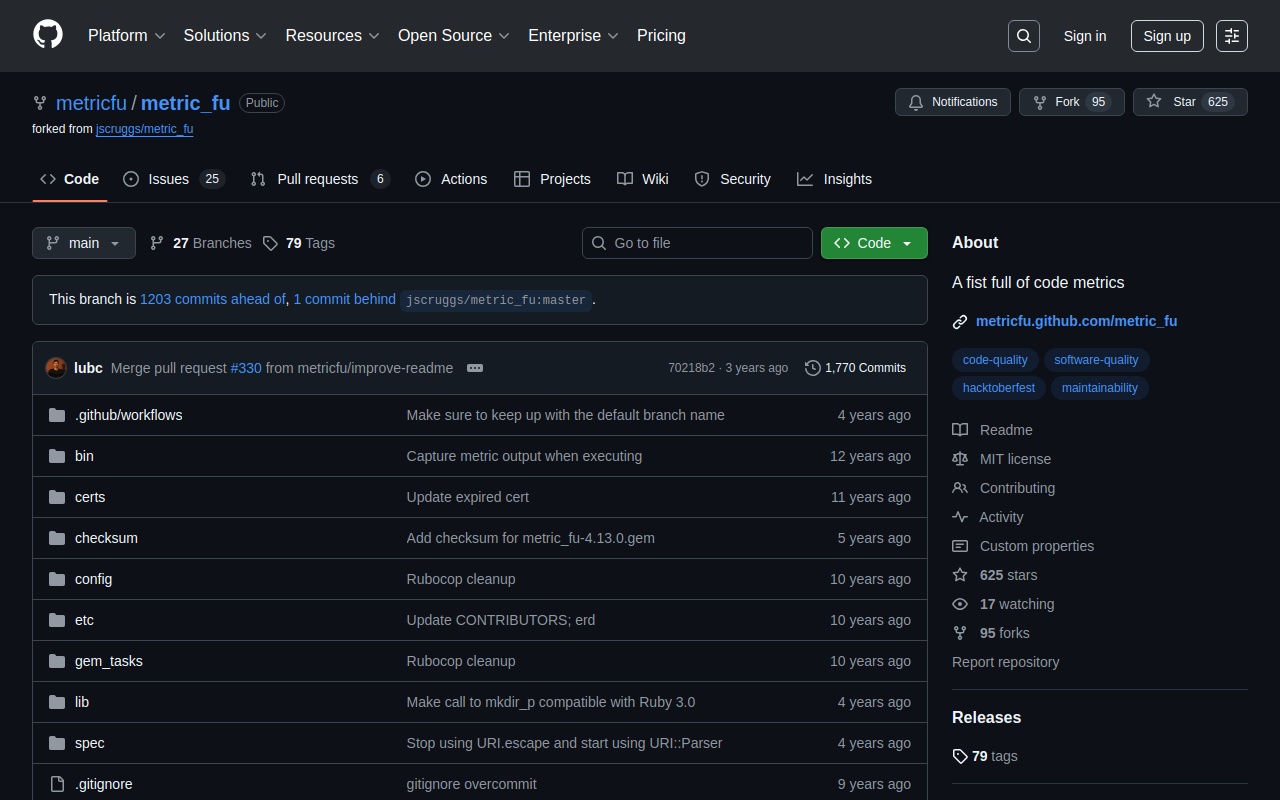 Platform Solutions Resources Open Source Enterprise Pricing Sign in Sign up
metricfu / metric_fu Public Notifications Fork 95 Star 625
forked from jscruggs/metric_fu
Code Issues 25 Pull requests 6 Actions Projects Wiki Security Insights
main 27 Branches 79 Tags Go to file Code
This branch is 1203 commits ahead of, 1 commit behind jscruggs/metric_fu:master.
lubc Merge pull request #330 from metricfu/improve-readme 70218b2 · 3 years ago 1,770 Commits
.github/workflows Make sure to keep up with the default branch name 4 years ago
bin Capture metric output when executing 12 years ago
certs Update expired cert 11 years ago
checksum Add checksum for metric_fu-4.13.0.gem 5 years ago
config Rubocop cleanup 10 years ago
etc Update CONTRIBUTORS; erd 10 years ago
gem_tasks Rubocop cleanup 10 years ago
lib Make call to mkdir_p compatible with Ruby 3.0 4 years ago
spec Stop using URI.escape and start using URI::Parser 4 years ago
.gitignore gitignore overcommit 9 years ago
About
A fist full of code metrics
metricfu.github.com/metric_fu
code-quality software-quality
hacktoberfest maintainability
Readme
MIT license
Contributing
Activity
Custom properties
625 stars
17 watching
95 forks
Report repository
Releases
79 tags